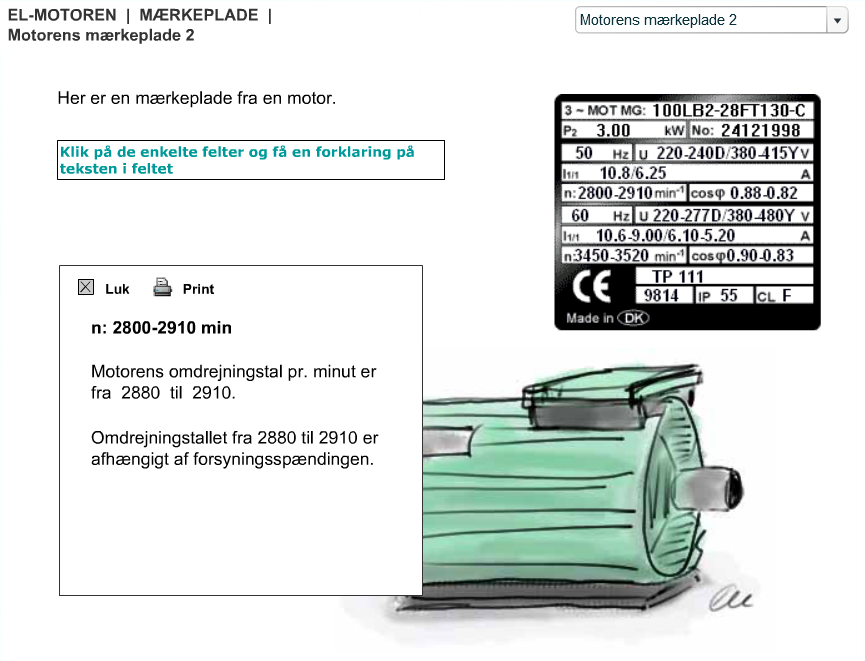 EL-MOTOREN | MÆRKEPLADE |
Motorens mærkeplade 2
Motorens mærkeplade 2
Her er en mærkeplade fra en motor.
Klik på de enkelte felter og få en forklaring på
teksten i feltet
3 ~ MOT MG: 100LB2-28FT130-C
P2 3.00 kW No: 24121998
50 Hz U 220-240D/380-415Y V
I1/1 10.8/6.25 A
n: 2800-2910 min-1 cosφ 0.88-0.82
60 Hz U 220-277D/380-480Y V
I1/1 10.6-9.00/6.10-5.20 A
n:3450-3520 min-1 cosφ0.90-0.83
CE TP 111
9814 IP 55 CL F
Made in DK
Luk Print
n: 2800-2910 min
Motorens omdrejningstal pr. minut er
fra 2880 til 2910.
Omdrejningstallet fra 2880 til 2910 er
afhængigt af forsyningsspændingen.